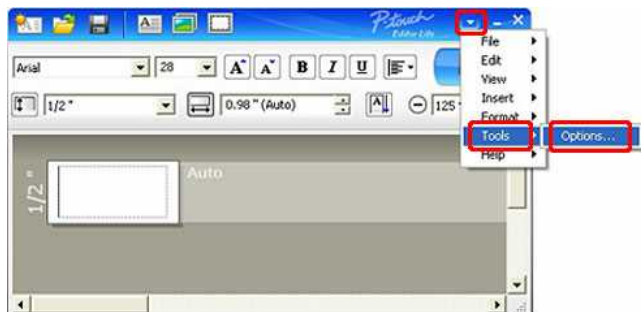 P-touch
Editor Lite
File
Edit
View
Insert
Format
Tools
Options...
Help
Arial
28
A A B I U
1/2 "
0.98 " (Auto)
A
125
1/2 "
Auto